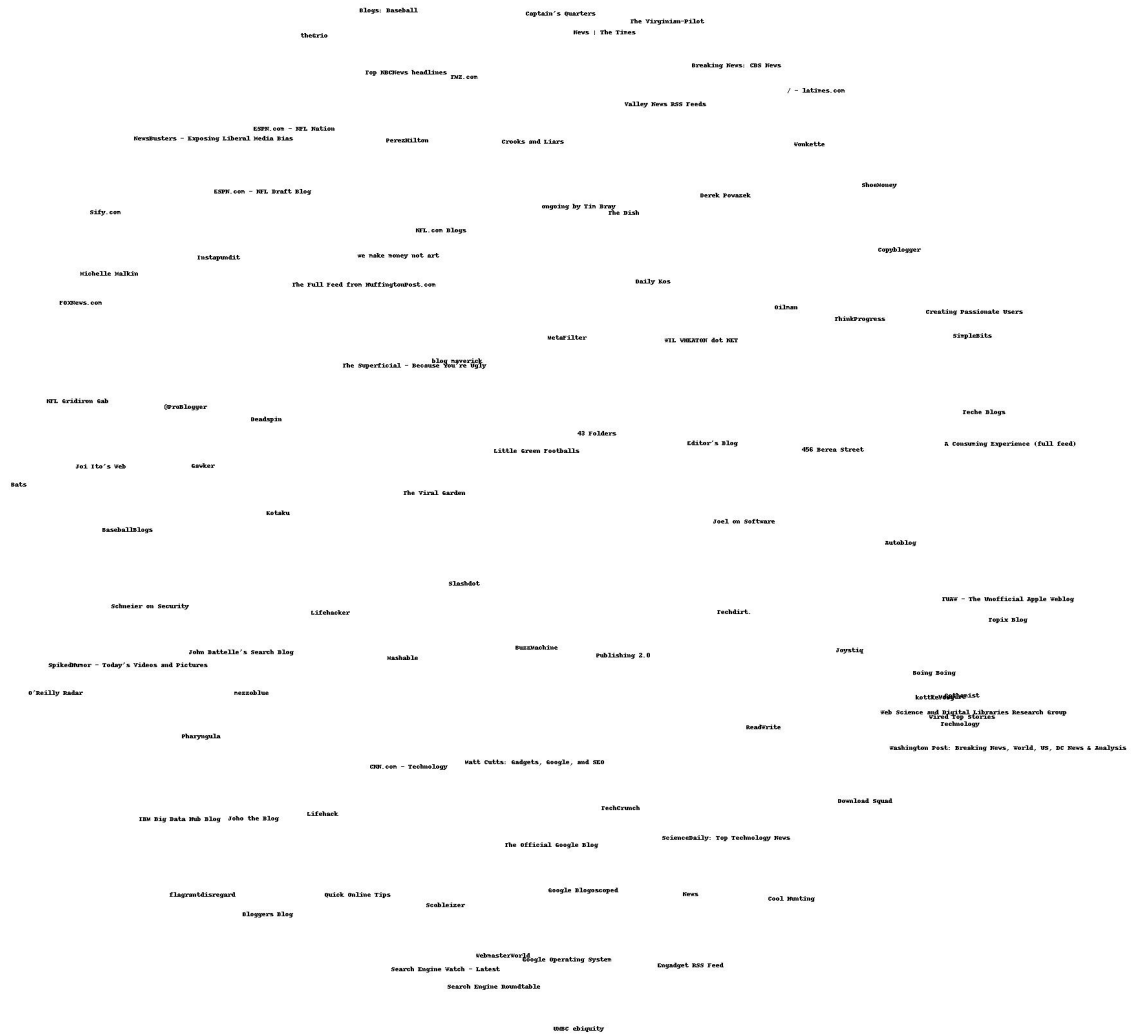 Blogs: Baseball
Captain's Quarters
The Virginian-Pilot
News | The Times
theGrio
Breaking News: CBS News
Top NBCNews headlines
TMZ.com
/ - latimes.com
Valley News RSS Feeds
ESPN.com - NFL Nation
NewsBusters - Exposing Liberal Media Bias
PerezHilton
Crooks and Liars
Wonkette
ShoeMoney
ESPN.com - NFL Draft Blog
Derek Powazek
ongoing by Tim Bray
The Dish
Sify.com
NFL.com Blogs
Copyblogger
we make money not art
Instapundit
Michelle Malkin
Daily Kos
The Full Feed from HuffingtonPost.com
FOXNews.com
Oilman
Creating Passionate Users
ThinkProgress
SimpleBits
MetaFilter
WIL WHEATON dot NET
blog maverick
The Superficial - Because You're Ugly
NFL Gridiron Gab
@ProBlogger
Teche Blogs
Deadspin
43 Folders
Editor's Blog
A Consuming Experience (full feed)
456 Berea Street
Little Green Footballs
Joi Ito's Web
Gawker
Bats
The Viral Garden
Kotaku
Joel on Software
BaseballBlogs
Autoblog
Slashdot
TUAW - The Unofficial Apple Weblog
Schneier on Security
Lifehacker
Techdirt.
Topix Blog
BuzzMachine
Joystiq
John Battelle's Search Blog
Publishing 2.0
Mashable
SpikedHumor - Today's Videos and Pictures
Boing Boing
O'Reilly Radar
mezzoblue
Gothamist
Web Science and Digital Libraries Research Group
Wired Top Stories
Technology
ReadWrite
Pharyngula
Washington Post: Breaking News, World, US, DC News & Analysis
Matt Cutts: Gadgets, Google, and SEO
CNN.com - Technology
Download Squad
TechCrunch
Lifehack
IBM Big Data Hub Blog
Joho the Blog
ScienceDaily: Top Technology News
The Official Google Blog
Google Blogoscoped
flagrantdisregard
Quick Online Tips
News
Cool Hunting
Scobleizer
Bloggers Blog
WebmasterWorld
Google Operating System
Engadget RSS Feed
Search Engine Watch - Latest
Search Engine Roundtable
UMBC ebiquity